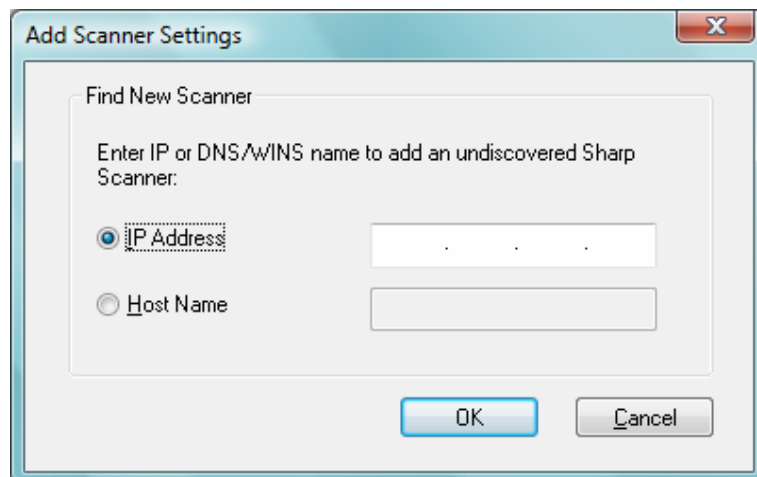 Add Scanner Settings
Find New Scanner
Enter IP or DNS/WINS name to add an undiscovered Sharp
Scanner:
IP Address
. . .
Host Name
OK
Cancel